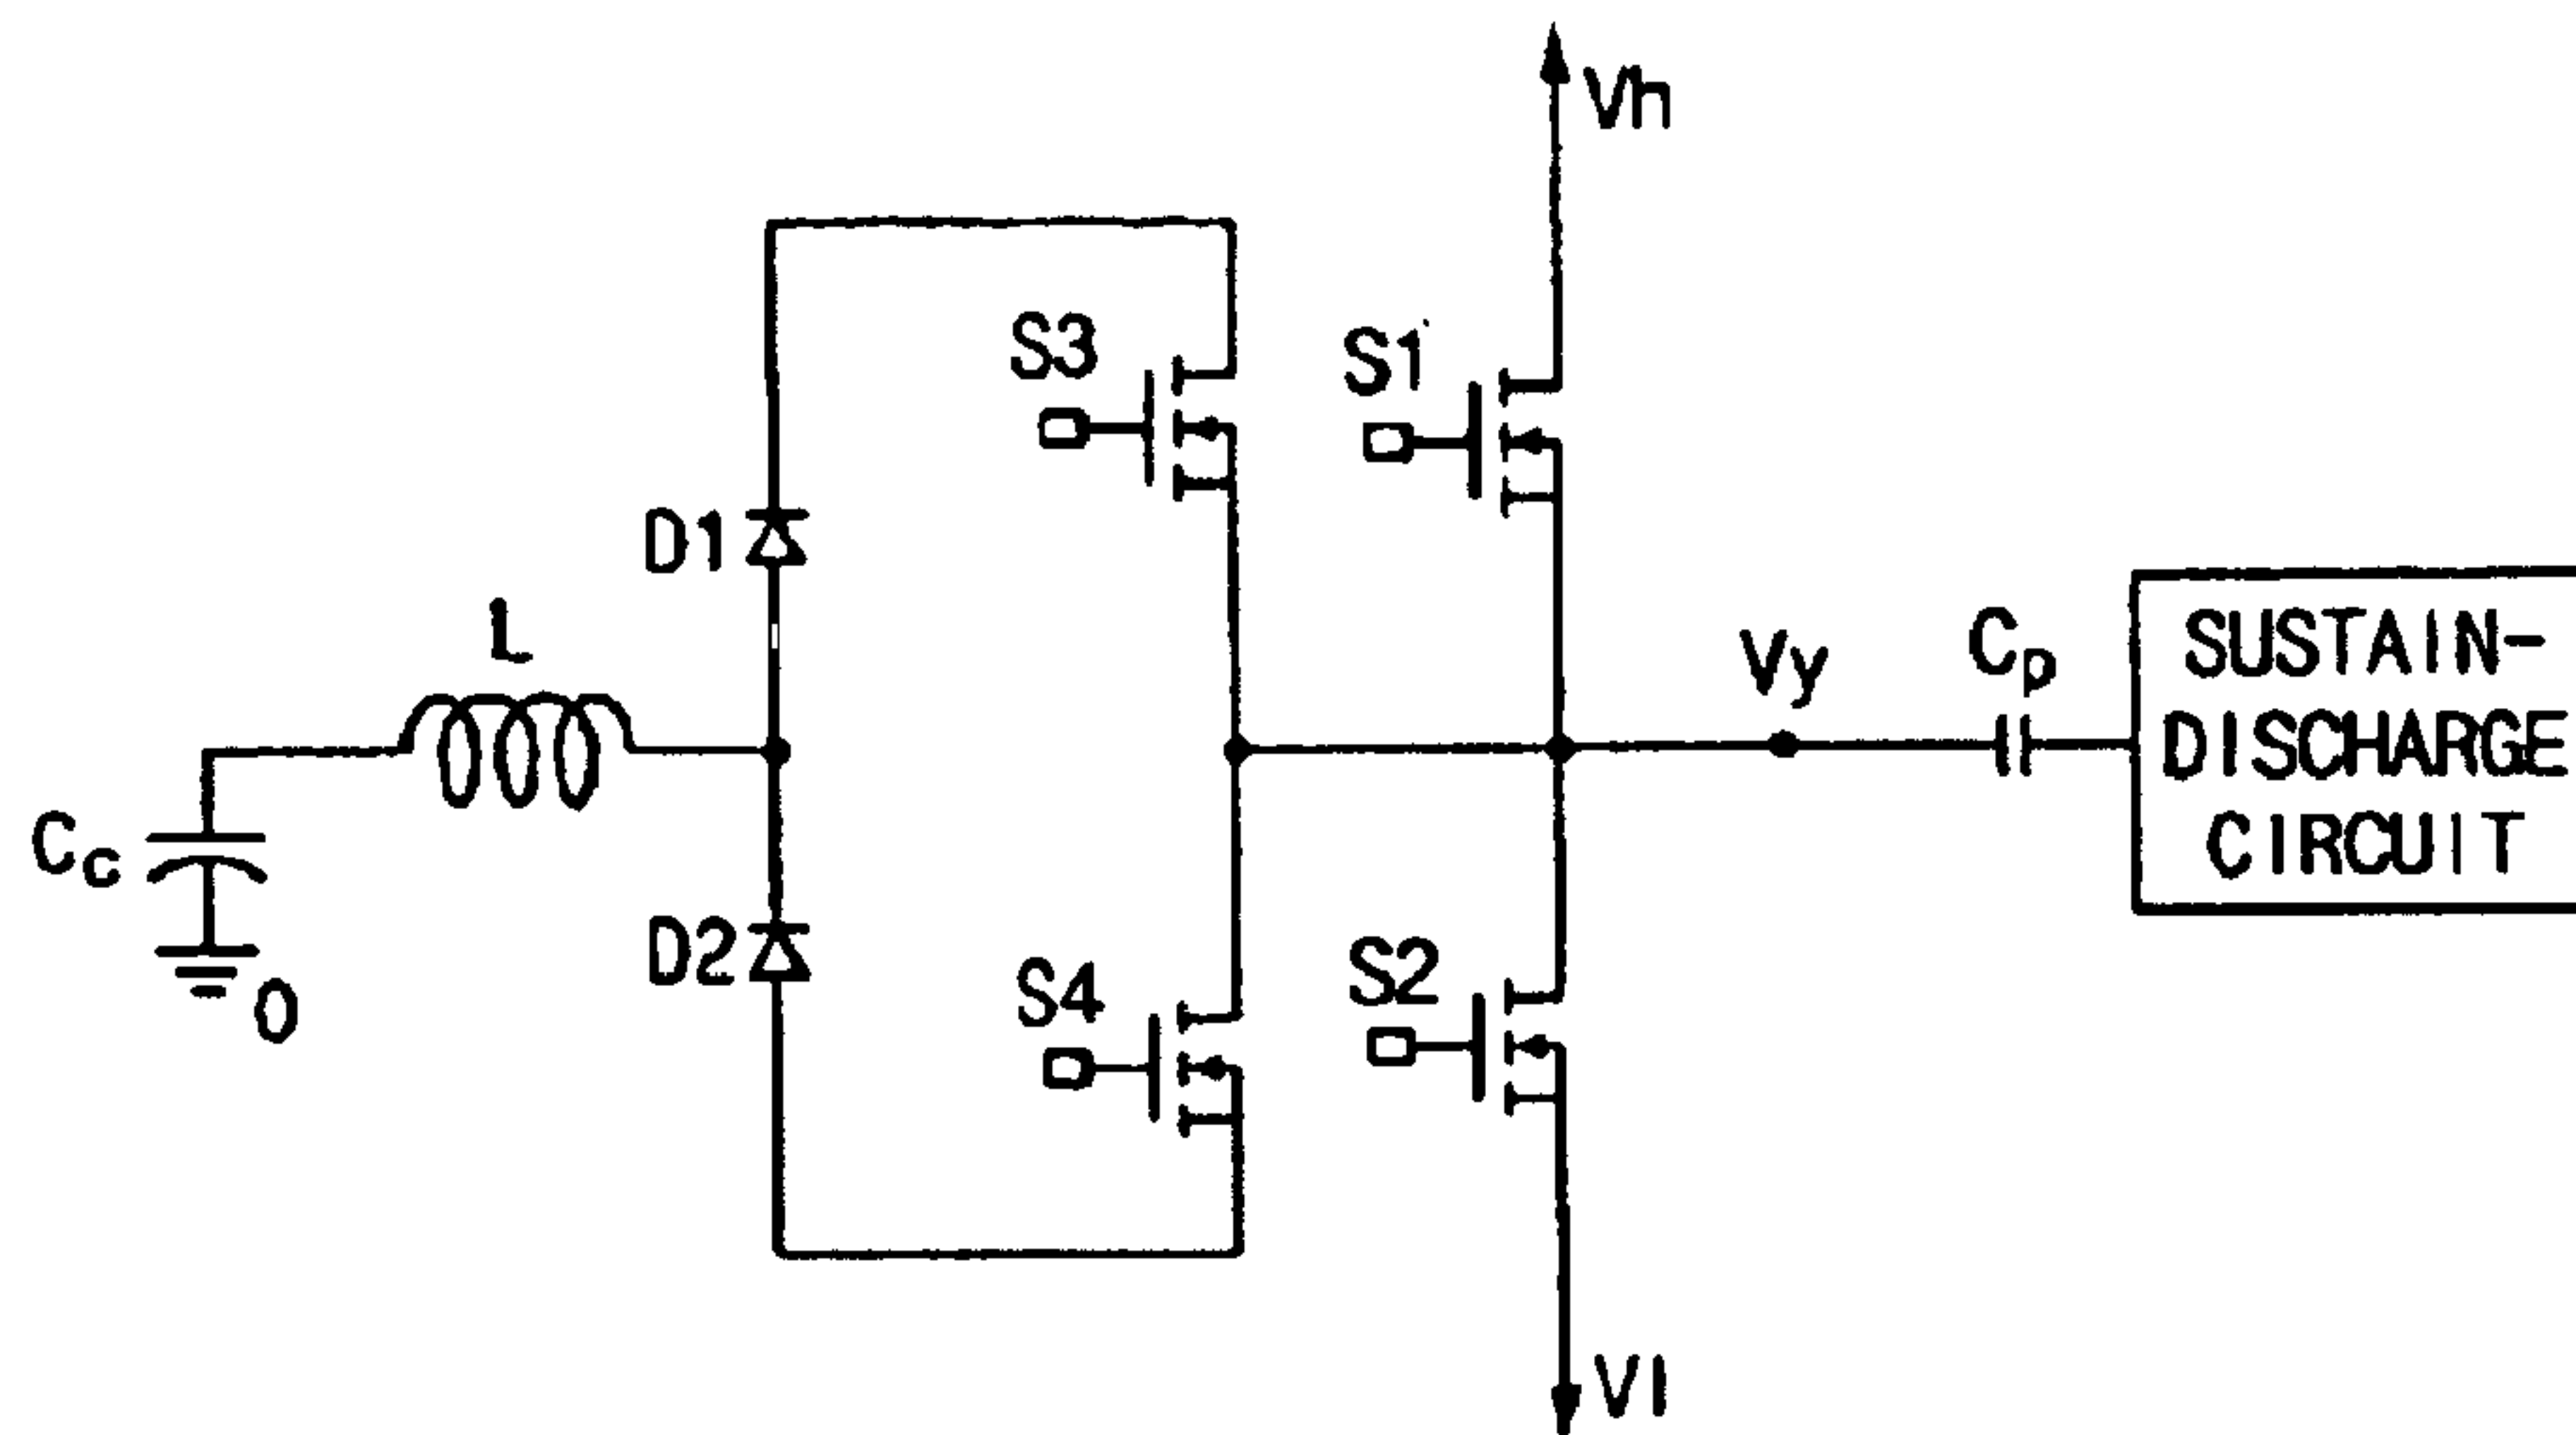 Vh
S3
S1
D1
L
Vy
Cp
SUSTAIN-
DISCHARGE
CIRCUIT
Cc
D2
S4
S2
0
Vl